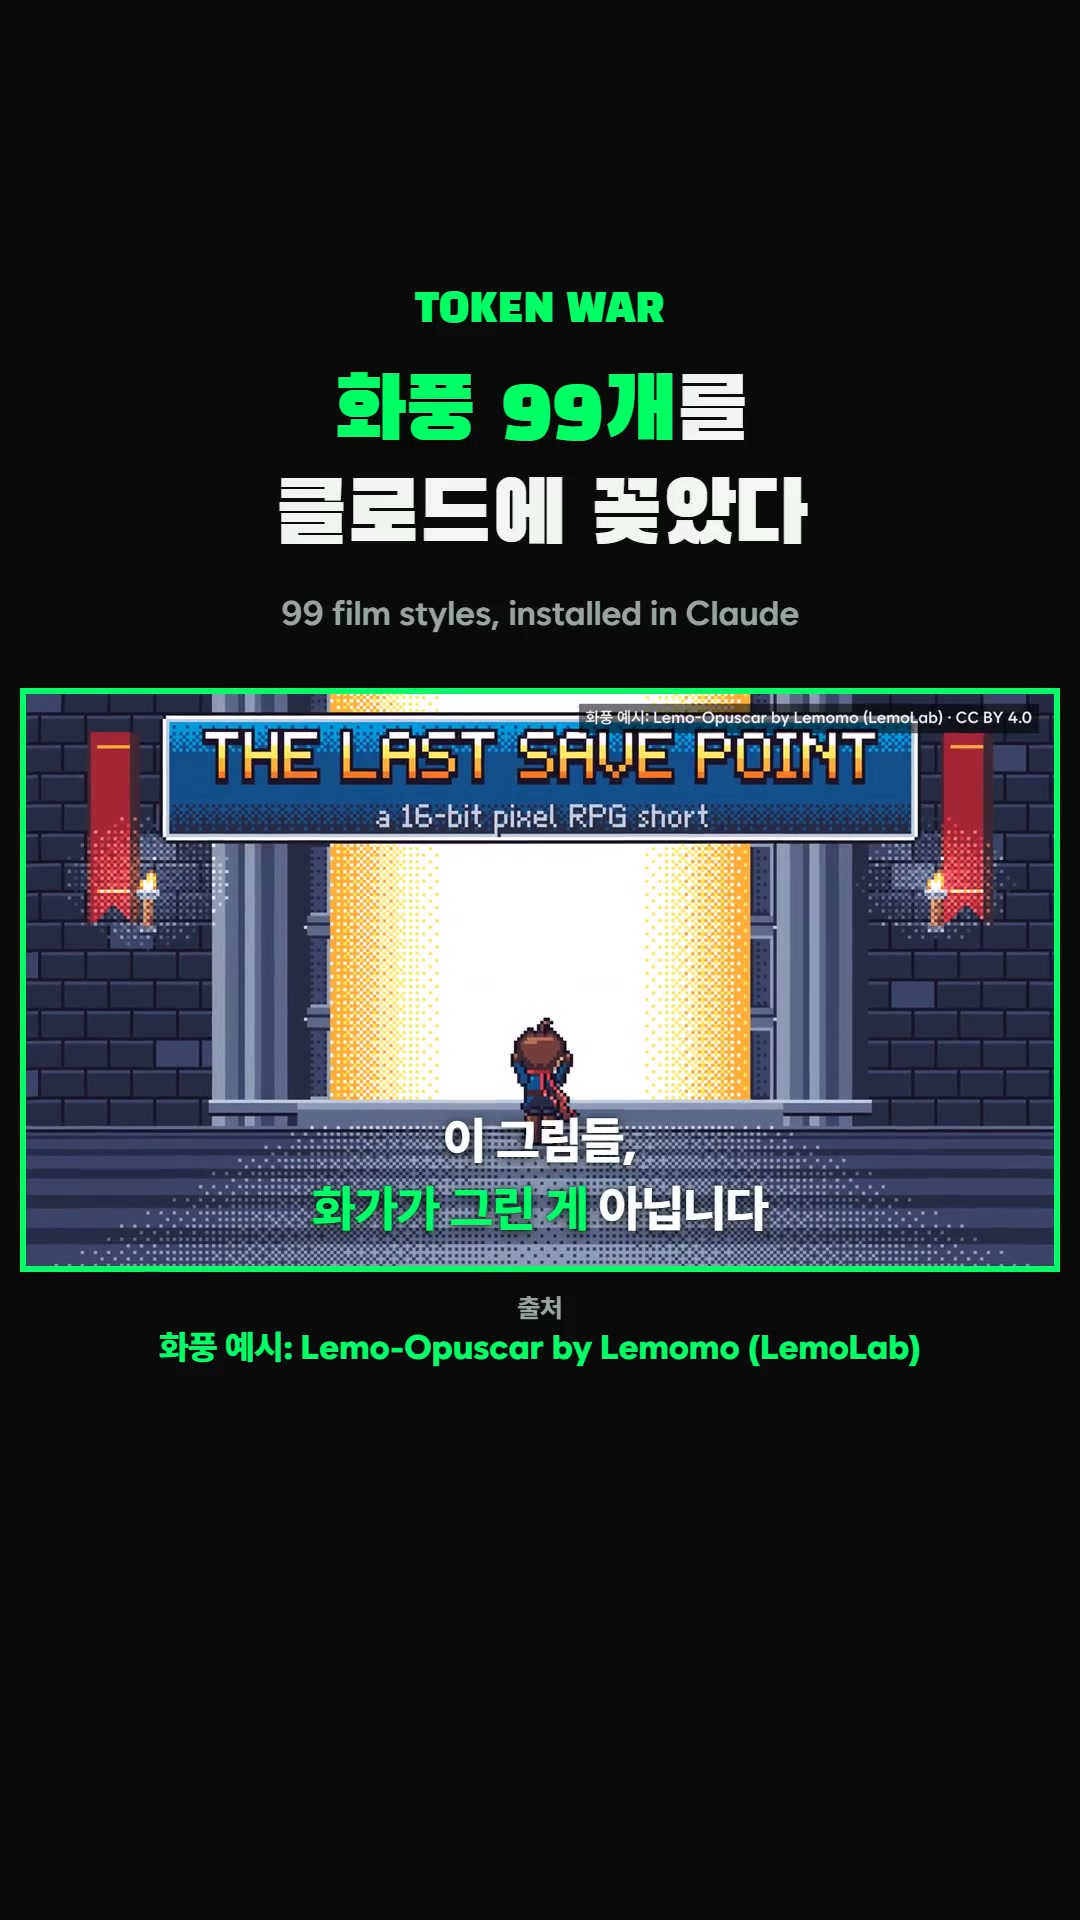 TOKEN WAR
화풍 99개를
클로드에 꽂았다
99 film styles, installed in Claude
화풍 예시: Lemo-Opuscar by Lemomo (LemoLab) · CC BY 4.0
THE LAST SAVE POINT
a 16-bit pixel RPG short
이 그림들,
화가가 그린 게 아닙니다
출처
화풍 예시: Lemo-Opuscar by Lemomo (LemoLab)